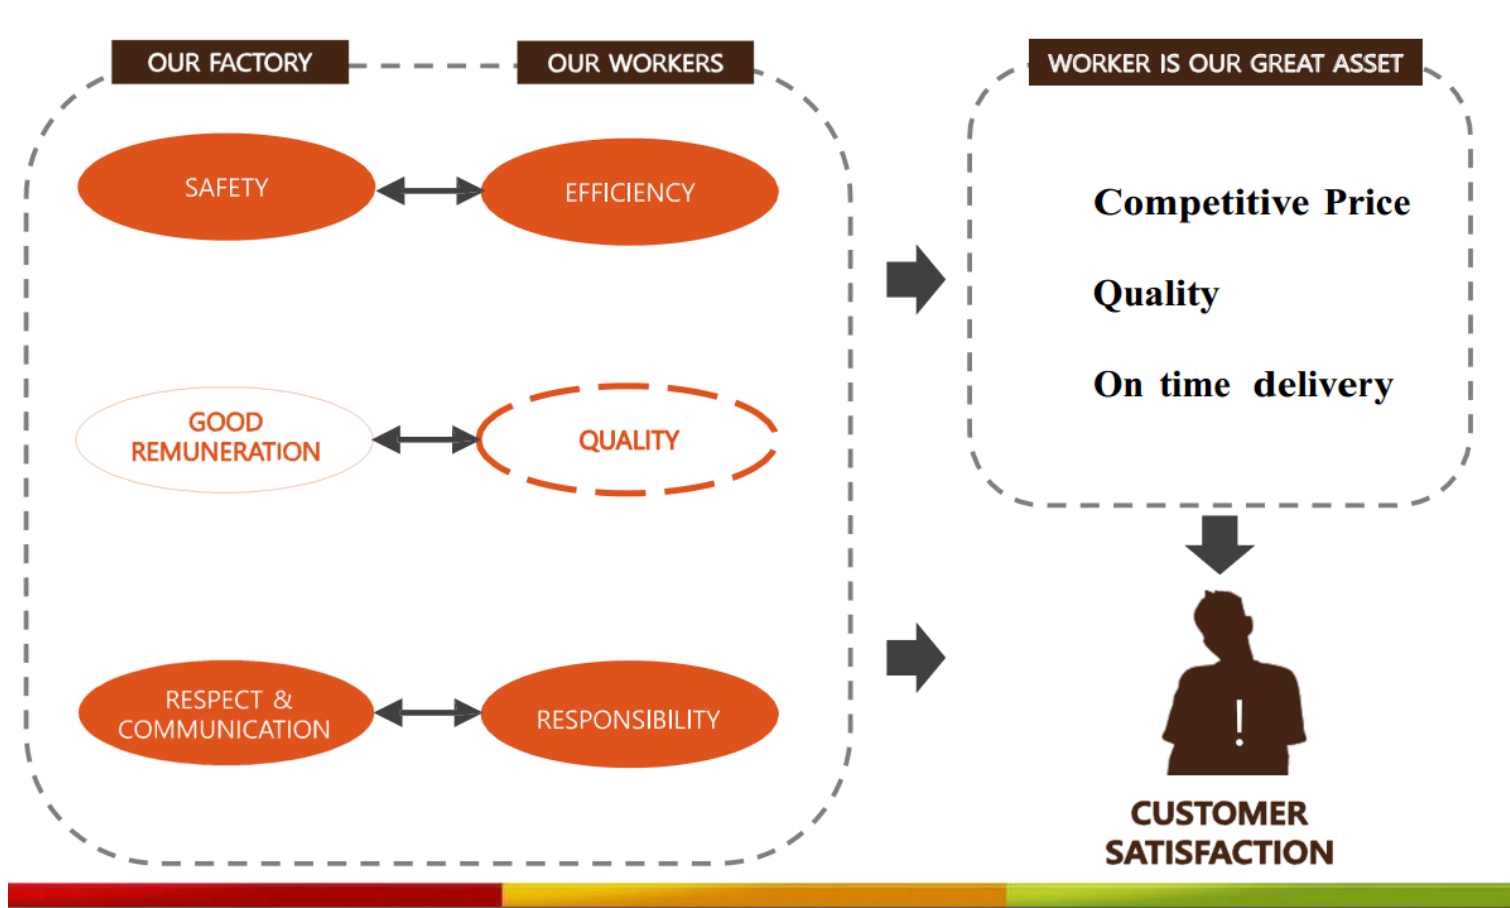 OUR FACTORY
OUR WORKERS
SAFETY
EFFICIENCY
GOOD
REMUNERATION
QUALITY
RESPECT &
COMMUNICATION
RESPONSIBILITY
WORKER IS OUR GREAT ASSET
Competitive Price
Quality
On time delivery
!
CUSTOMER
SATISFACTION